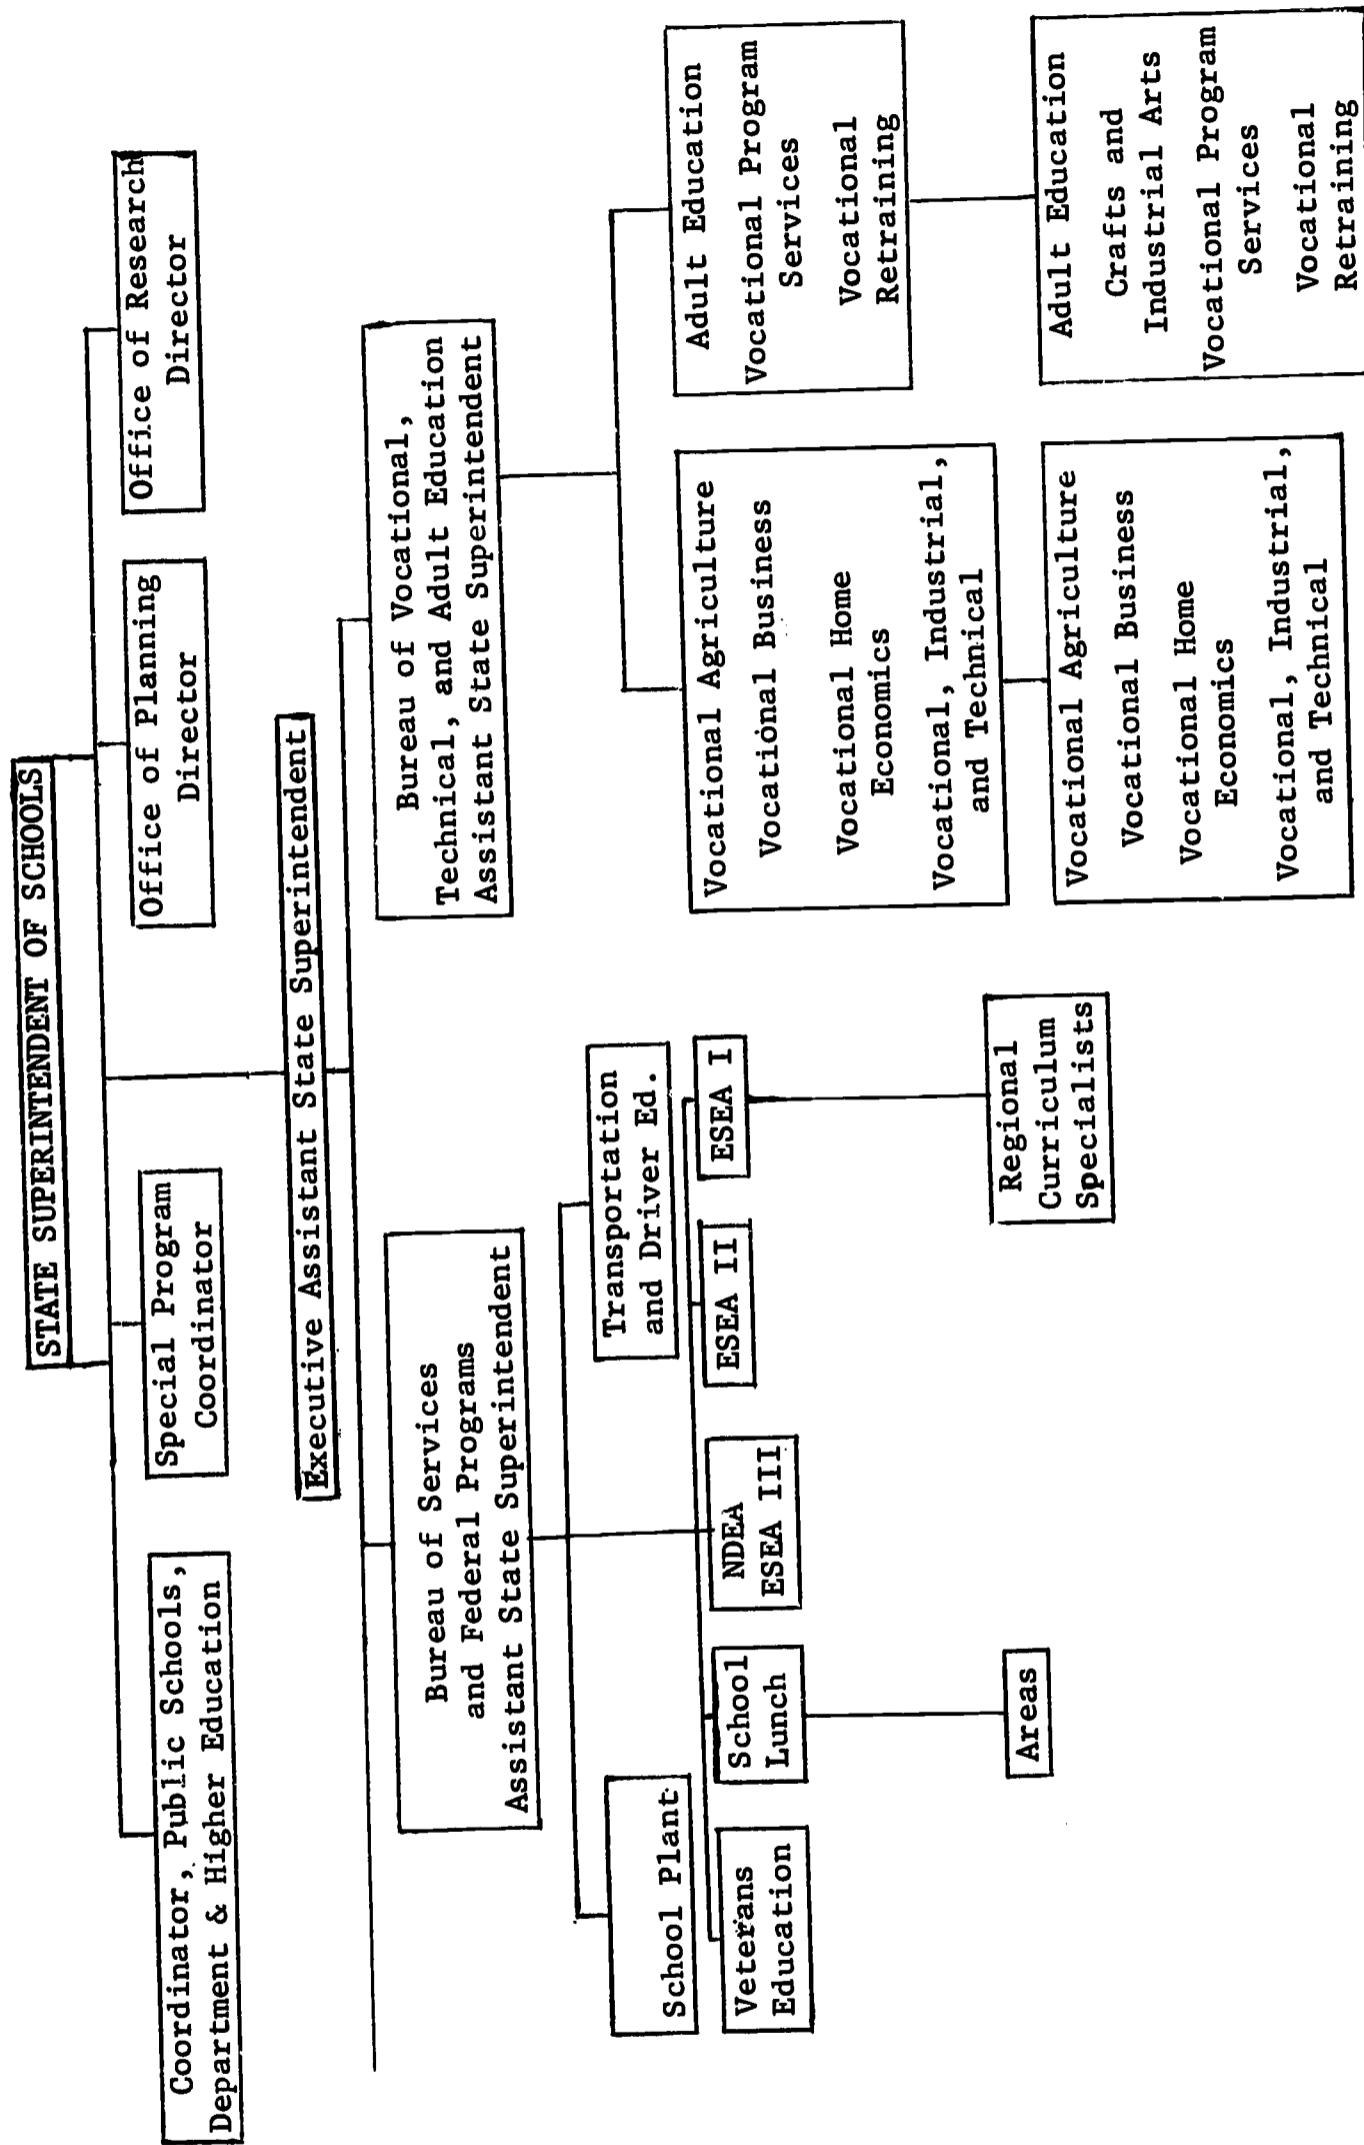 STATE SUPERINTENDENT OF SCHOOLS
Coordinator, Public Schools,
Department & Higher Education
Special Program
Coordinator
Office of Planning
Director
Office of Research
Director
Executive Assistant State Superintendent
Bureau of Services
and Federal Programs
Assistant State Superintendent
Bureau of Vocational,
Technical, and Adult Education
Assistant State Superintendent
School Plant
Transportation
and Driver Ed.
Veterans
Education
School
Lunch
NDEA
ESEA III
ESEA II
ESEA I
Areas
Regional
Curriculum
Specialists
Vocational Agriculture
Vocational Business
Vocational Home
Economics
Vocational, Industrial,
and Technical
Adult Education
Vocational Program
Services
Vocational
Retraining
Vocational Agriculture
Vocational Business
Vocational Home
Economics
Vocational, Industrial,
and Technical
Adult Education
Crafts and
Industrial Arts
Vocational Program
Services
Vocational
Retraining